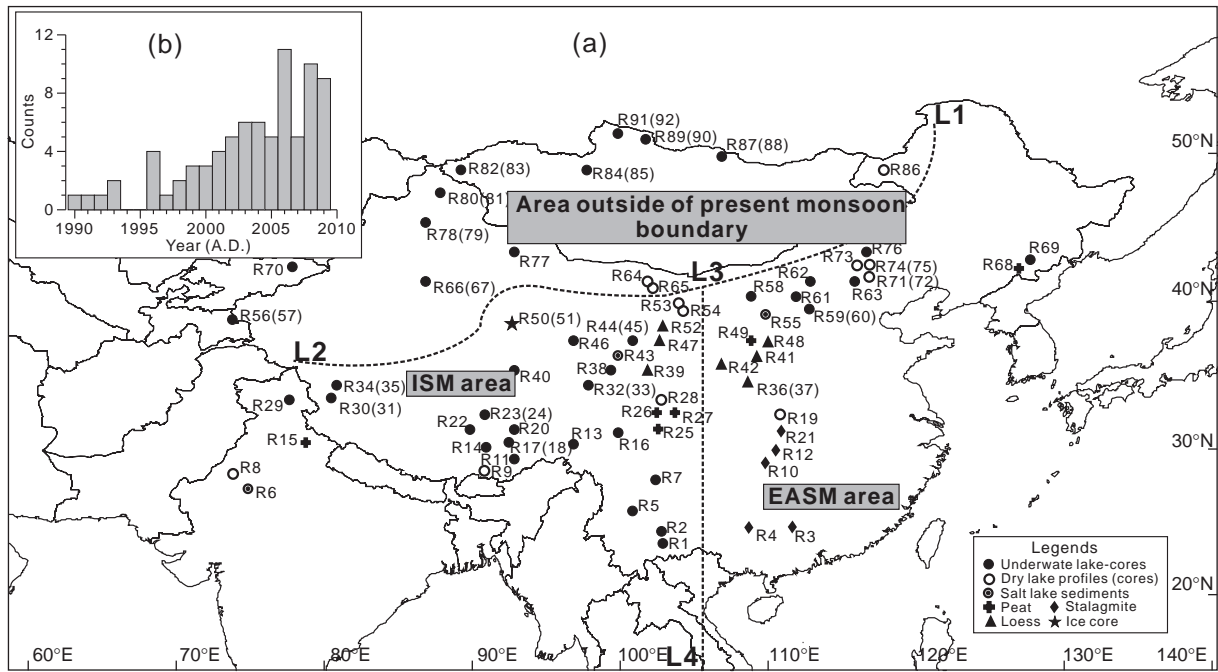 (b)
12
8
4
0
Counts
1990 1995 2000 2005 2010
Year (A.D.)
(a)
L1
50°N
R91(92)
R89(90)
R87(88)
R82(83)
R84(85)
R86
R80(81)
Area outside of present monsoon
boundary
R78(79)
R77
R76
R73
R74(75)
R71(72)
R69
R68
R70
R64
R65
L3
R62
R58
R61
R63
R66(67)
R53
R54
R59(60)
40°N
R56(57)
R50(51)
R44(45)
R52
R55
R46
R47
R49
R48
R43
R41
L2
R38
R39
R42
R40
ISM area
R36(37)
R34(35)
R32(33)
R29
R30(31)
R28
R23(24)
R26
R27
R19
R22
R20
R25
R21
R15
R14
R17(18)
R13
R16
R12
30°N
R11
R10
R8
R9
R6
R7
EASM area
R5
R2
R4
R3
R1
Legends
Underwate lake-cores
Dry lake profiles (cores)
Salt lake sediments
Peat Stalagmite
Loess Ice core
20°N
L4
60°E 70°E 80°E 90°E 100°E 110°E 120°E 130°E